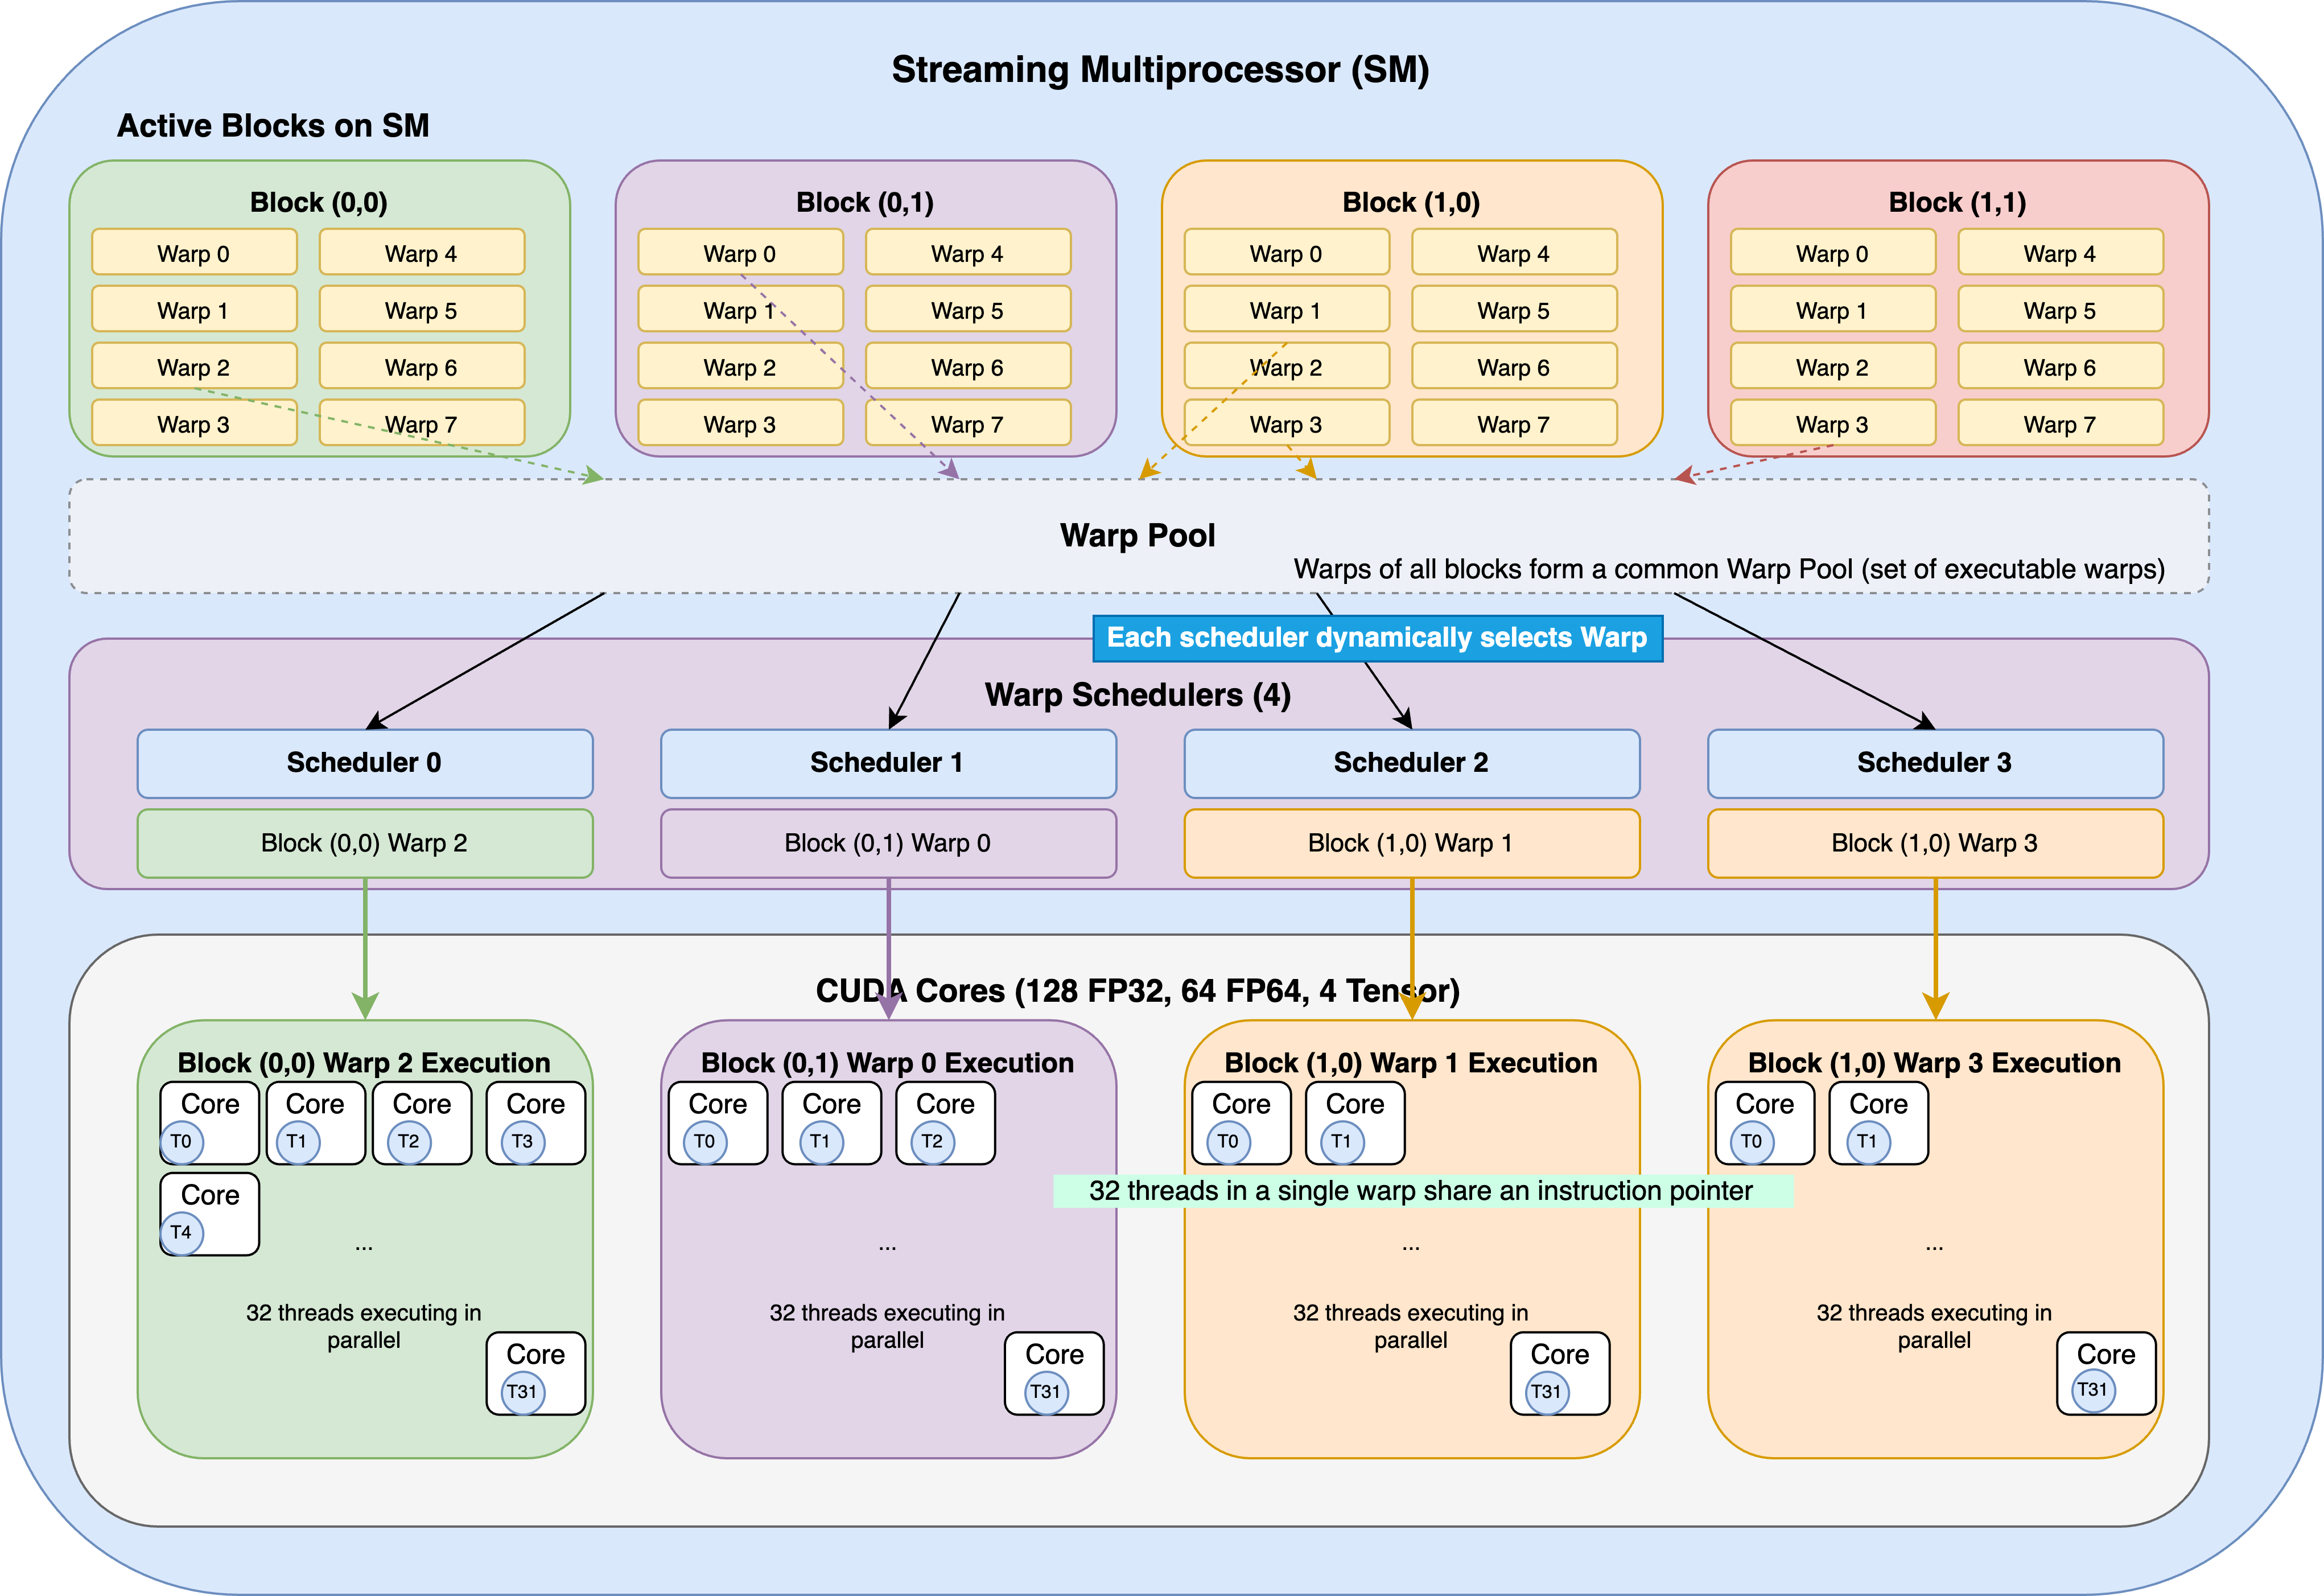 Streaming Multiprocessor (SM)
Active Blocks on SM
Block (0,0)
Warp 0
Warp 4
Warp 1
Warp 5
Warp 2
Warp 6
Warp 3
Warp 7
Block (0,1)
Warp 0
Warp 4
Warp 1
Warp 5
Warp 2
Warp 6
Warp 3
Warp 7
Block (1,0)
Warp 0
Warp 4
Warp 1
Warp 5
Warp 2
Warp 6
Warp 3
Warp 7
Block (1,1)
Warp 0
Warp 4
Warp 1
Warp 5
Warp 2
Warp 6
Warp 3
Warp 7
Warp Pool
Warps of all blocks form a common Warp Pool (set of executable warps)
Each scheduler dynamically selects Warp
Warp Schedulers (4)
Scheduler 0
Scheduler 1
Scheduler 2
Scheduler 3
Block (0,0) Warp 2
Block (0,1) Warp 0
Block (1,0) Warp 1
Block (1,0) Warp 3
CUDA Cores (128 FP32, 64 FP64, 4 Tensor)
Block (0,0) Warp 2 Execution
Core
T0
Core
T1
Core
T2
Core
T3
Core
T4
...
32 threads executing in
parallel
Core
T31
Block (0,1) Warp 0 Execution
Core
T0
Core
T1
Core
T2
...
32 threads executing in
parallel
Core
T31
32 threads in a single warp share an instruction pointer
Block (1,0) Warp 1 Execution
Core
T0
Core
T1
...
32 threads executing in
parallel
Core
T31
Block (1,0) Warp 3 Execution
Core
T0
Core
T1
...
32 threads executing in
parallel
Core
T31